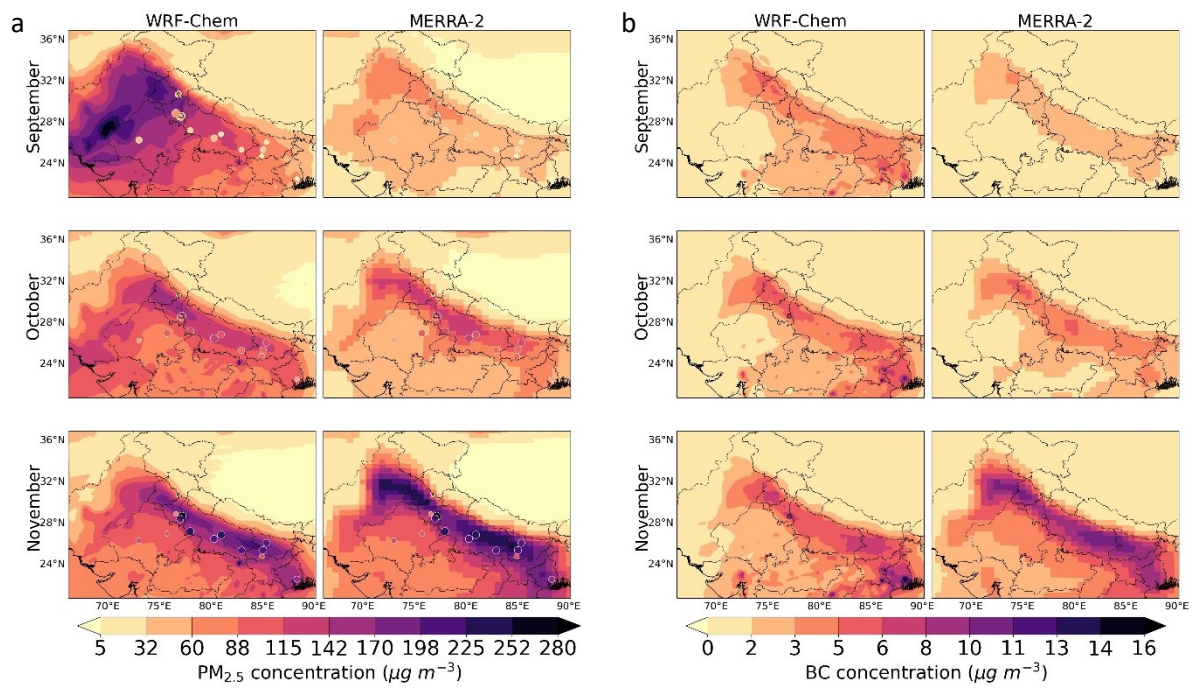 a
WRF-Chem MERRA-2
September
36°N
32°N
28°N
24°N
October
36°N
32°N
28°N
24°N
November
36°N
32°N
28°N
24°N
70°E 75°E 80°E 85°E 90°E
70°E 75°E 80°E 85°E 90°E
5 32 60 88 115 142 170 198 225 252 280
PM2.5 concentration (μg m−3)
b
WRF-Chem MERRA-2
September
36°N
32°N
28°N
24°N
October
36°N
32°N
28°N
24°N
November
36°N
32°N
28°N
24°N
70°E 75°E 80°E 85°E 90°E
70°E 75°E 80°E 85°E 90°E
0 2 3 5 6 8 10 11 13 14 16
BC concentration (μg m−3)